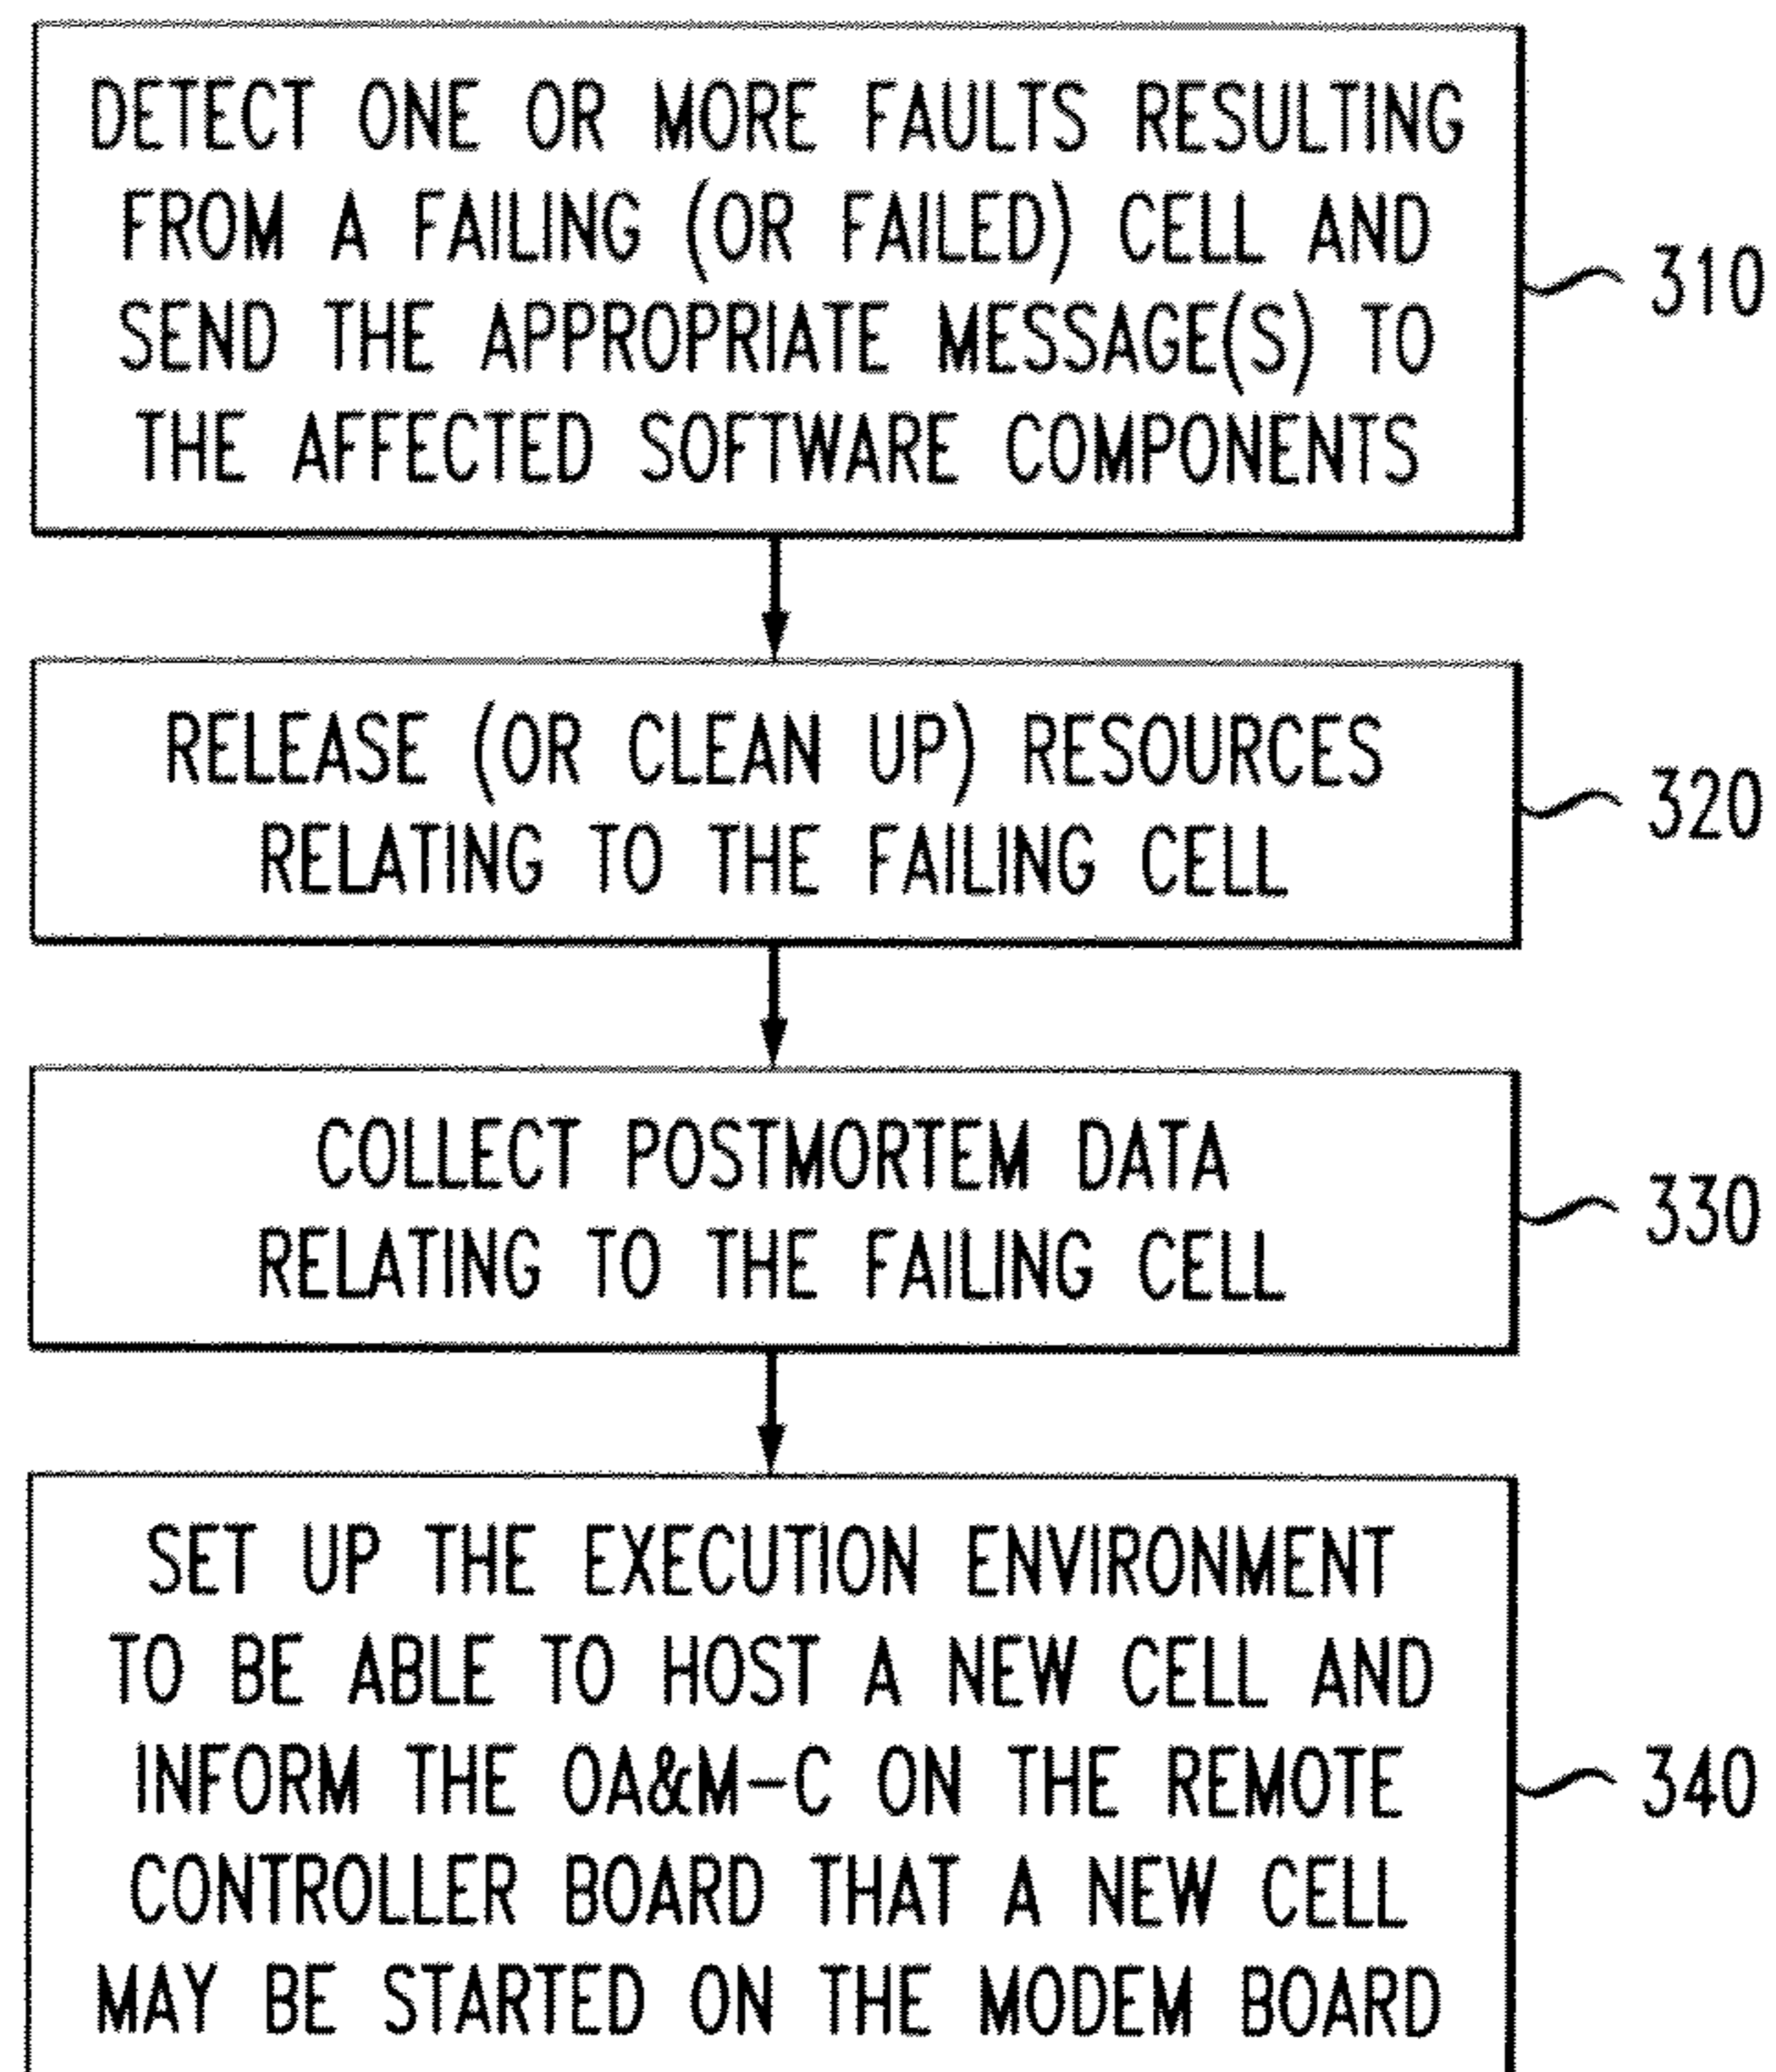 DETECT ONE OR MORE FAULTS RESULTING
FROM A FAILING (OR FAILED) CELL AND
SEND THE APPROPRIATE MESSAGE(S) TO
THE AFFECTED SOFTWARE COMPONENTS
310
RELEASE (OR CLEAN UP) RESOURCES
RELATING TO THE FAILING CELL
320
COLLECT POSTMORTEM DATA
RELATING TO THE FAILING CELL
330
SET UP THE EXECUTION ENVIRONMENT
TO BE ABLE TO HOST A NEW CELL AND
INFORM THE OA&M-C ON THE REMOTE
CONTROLLER BOARD THAT A NEW CELL
MAY BE STARTED ON THE MODEM BOARD
340